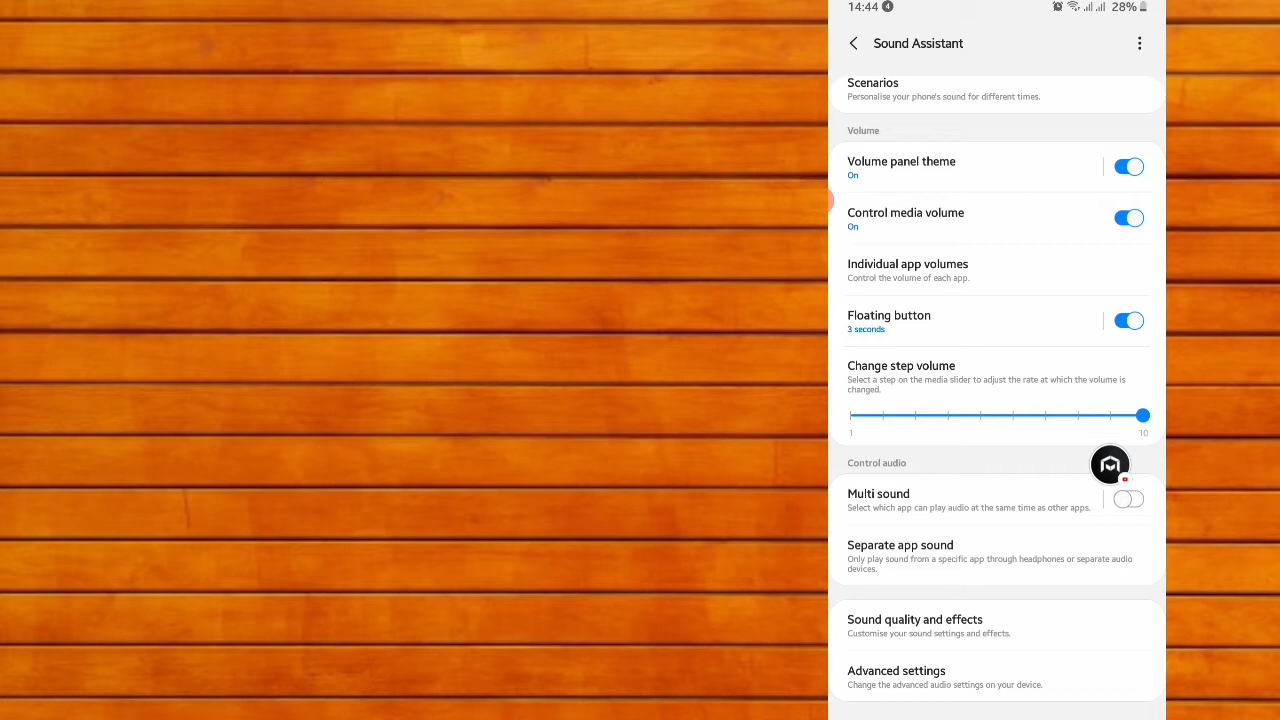 14:44 4 28%
Sound Assistant
Scenarios
Personalise your phone's sound for different times.
Volume
Volume panel theme
On
Control media volume
On
Individual app volumes
Control the volume of each app.
Floating button
3 seconds
Change step volume
Select a step on the media slider to adjust the rate at which the volume is
changed.
1 10
Control audio
Multi sound
Select which app can play audio at the same time as other apps.
Separate app sound
Only play sound from a specific app through headphones or separate audio
devices.
Sound quality and effects
Customise your sound settings and effects.
Advanced settings
Change the advanced audio settings on your device.